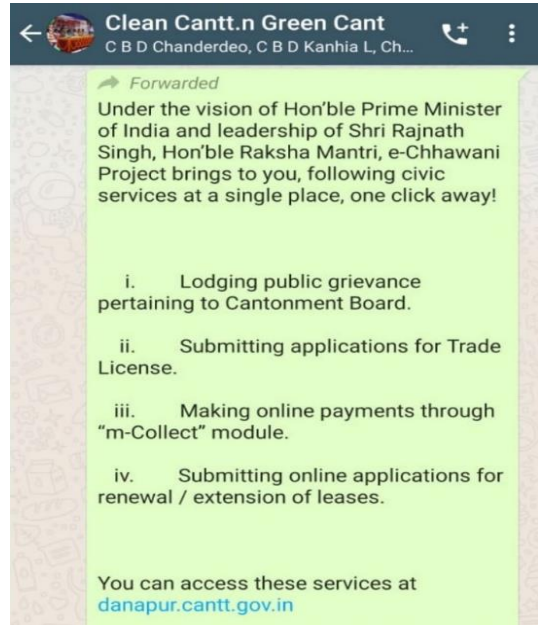 Clean Cantt.n Green Cant
C B D Chanderdeo, C B D Kanhia L, Ch...
Forwarded
Under the vision of Hon'ble Prime Minister
of India and leadership of Shri Rajnath
Singh, Hon'ble Raksha Mantri, e-Chhawani
Project brings to you, following civic
services at a single place, one click away!
i. Lodging public grievance
pertaining to Cantonment Board.
ii. Submitting applications for Trade
License.
iii. Making online payments through
“m-Collect” module.
iv. Submitting online applications for
renewal / extension of leases.
You can access these services at
danapur.cantt.gov.in